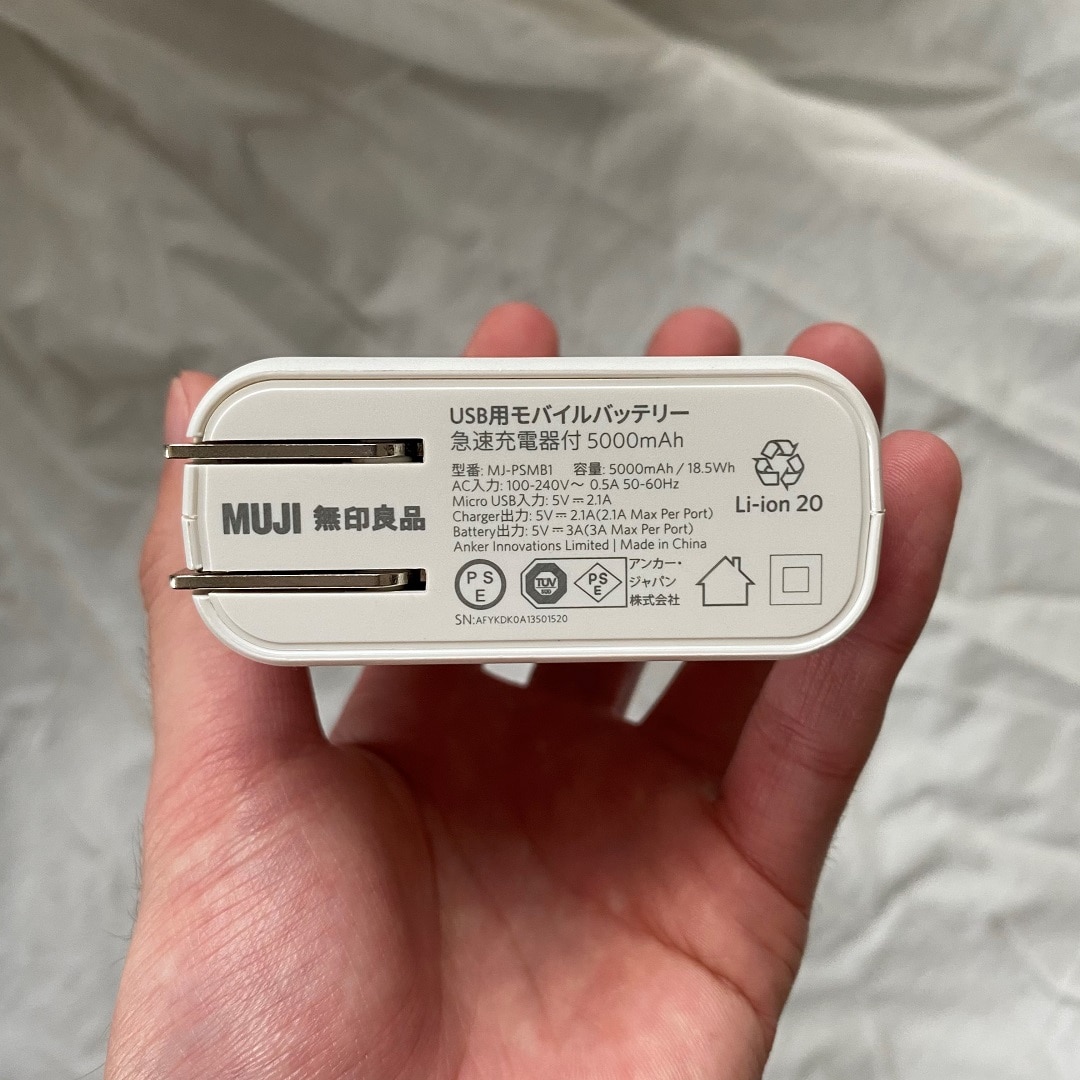 USB用モバイルバッテリー
急速充電器付 5000mAh
型番: MJ-PSMB1 容量: 5000mAh / 18.5Wh
AC入力: 100-240V～ 0.5A 50-60Hz
Micro USB入力: 5V⎓2.1A
Charger出力: 5V⎓2.1A(2.1A Max Per Port)
Battery出力: 5V⎓3A(3A Max Per Port)
Anker Innovations Limited | Made in China
MUJI 無印良品
Li-ion 20
PS
E
TÜV
SÜD
PS
E
アンカー・
ジャパン
株式会社
SN:AFYKDK0A13501520